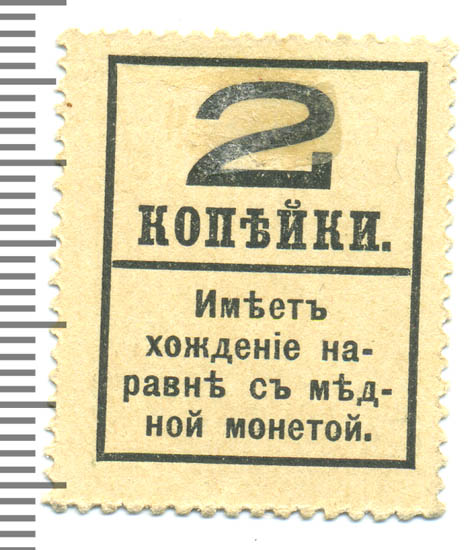 2
КОПѢЙКИ.
Имѣетъ
хожденіе на-
равнѣ съ мѣд-
ной монетой.